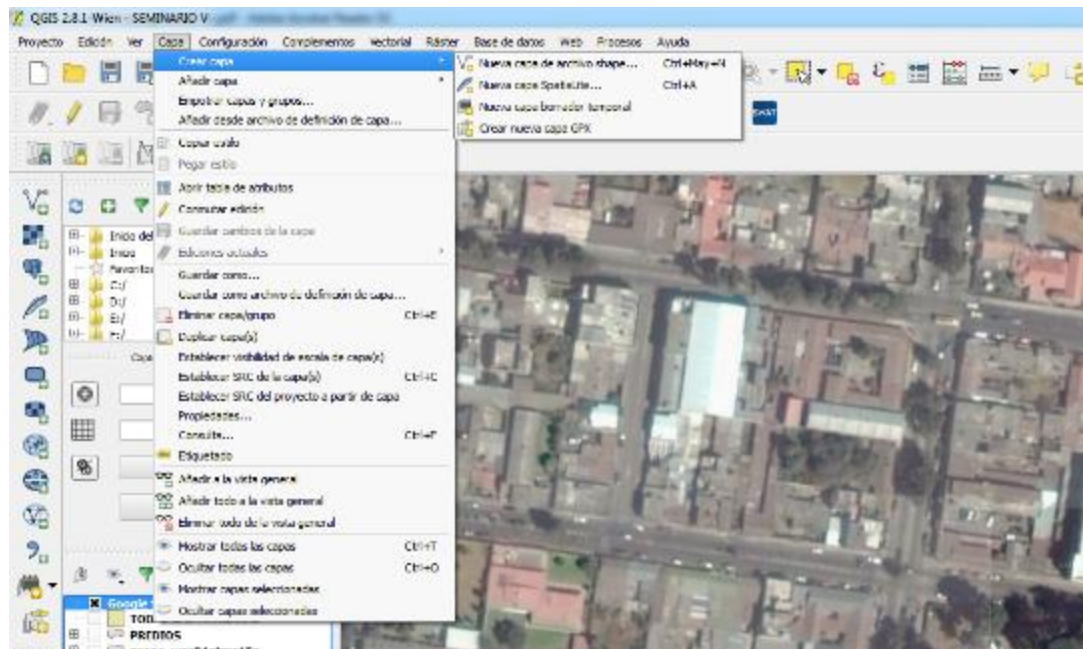 QGIS 2.8.1-Wien - SEMINARIO V
Proyecto Edición Ver Capa Configuración Complementos Vectorial Ráster Base de datos Web Procesos Ayuda
Crear capa
Nueva capa de archivo shape... Ctrl+May+N
Nueva capa SpatiaLite... Ctrl+A
Nueva capa borrador temporal
Crear nueva capa GPX
Añadir capa
Empotrar capas y grupos...
Añadir desde archivo de definición de capa...
Copiar estilo
Pegar estilo
Abrir tabla de atributos
Conmutar edición
Guardar cambios de la capa
Ediciones actuales
Guardar como...
Guardar como archivo de definición de capa...
Eliminar capa/grupo Ctrl+E
Duplicar capa(s)
Establecer visibilidad de escala de capa(s)
Establecer SRC de la capa(s) Ctrl+C
Establecer SRC del proyecto a partir de capa
Propiedades...
Consulta... Ctrl+F
Etiquetado
Añadir a la vista general
Añadir todo a la vista general
Eliminar todo de la vista general
Mostrar todas las capas Ctrl+T
Ocultar todas las capas Ctrl+O
Mostrar capas seleccionadas
Ocultar capas seleccionadas
Inicio del
Inicio
Favoritos
C:/
D:/
E:/
F:/
Cape
Google
TOD
PREDIOS